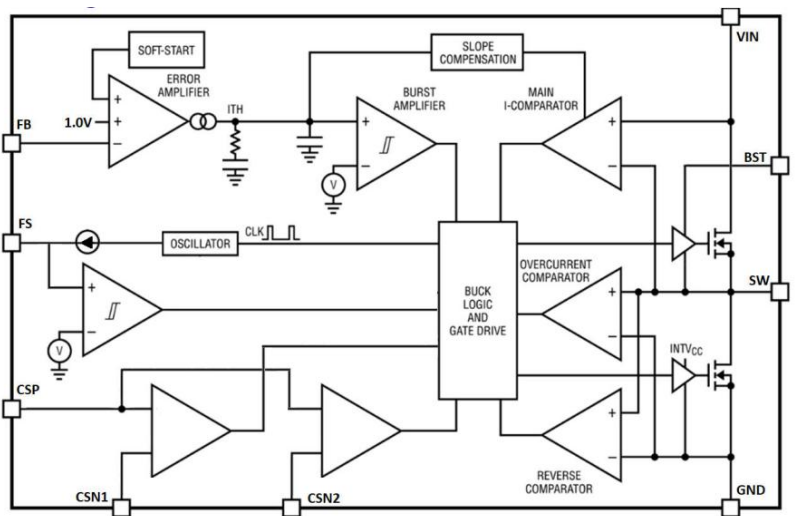 VIN
SOFT-START
SLOPE
COMPENSATION
ERROR
AMPLIFIER
ITH
BURST
AMPLIFIER
MAIN
I-COMPARATOR
FB
1.0V
+
+
−
+
−
+
−
V
BST
FS
OSCILLATOR
CLK
OVERCURRENT
COMPARATOR
BUCK
LOGIC
AND
GATE DRIVE
+
−
SW
+
−
V
INTVCC
CSP
+
−
REVERSE
COMPARATOR
CSN1
CSN2
GND